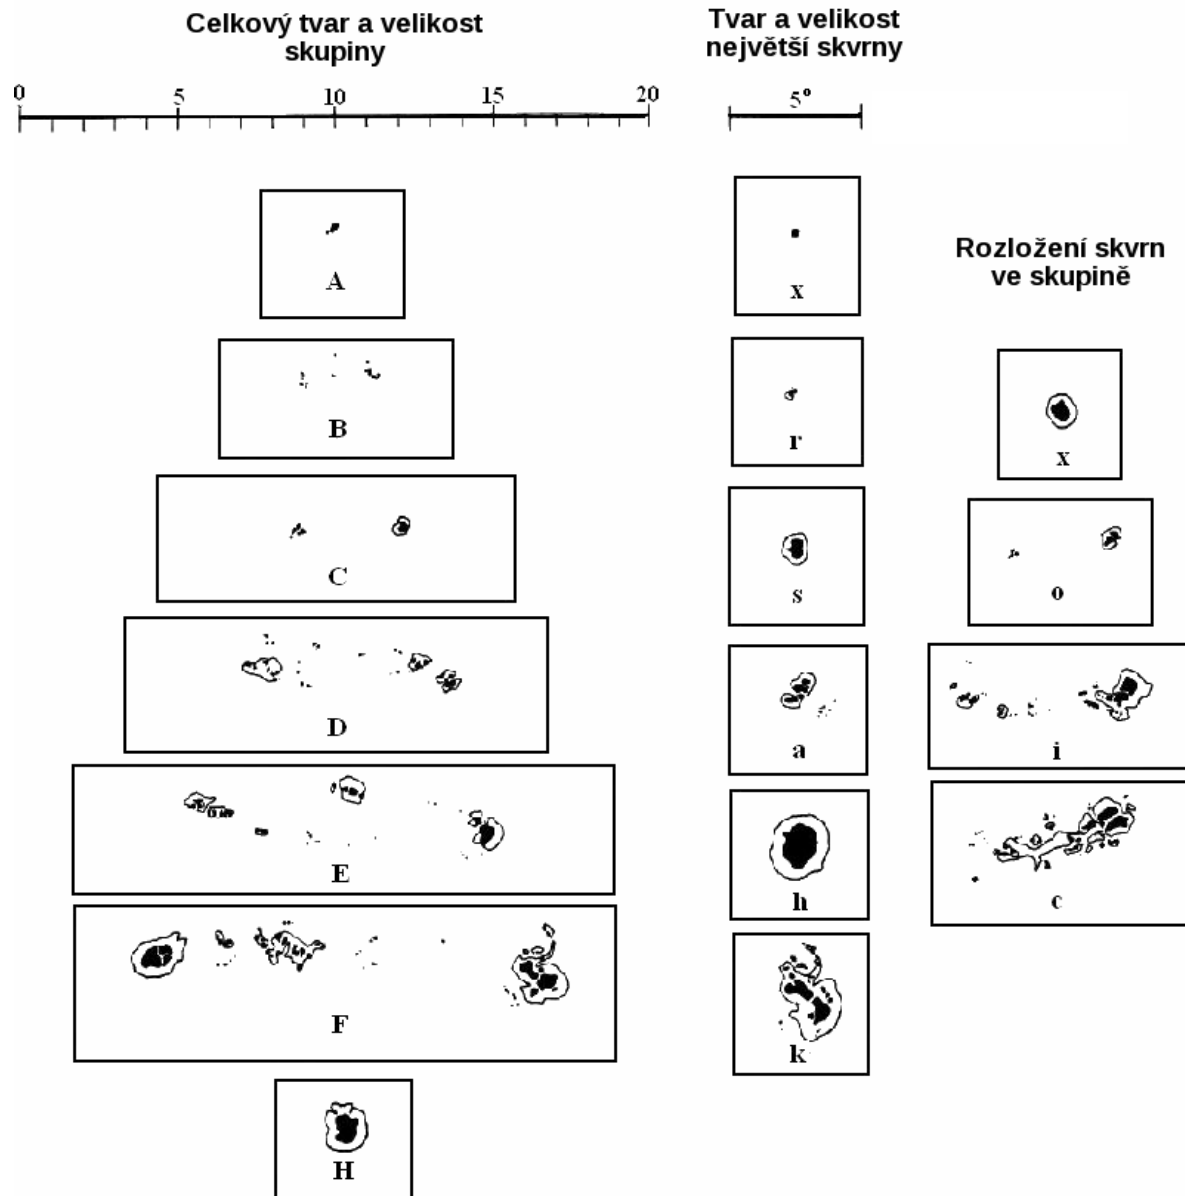 Celkový tvar a velikost
skupiny
0 5 10 15 20
A
B
C
D
E
F
H
Tvar a velikost
největší skvrny
5°
x
r
s
a
h
k
Rozložení skvrn
ve skupině
x
o
i
c